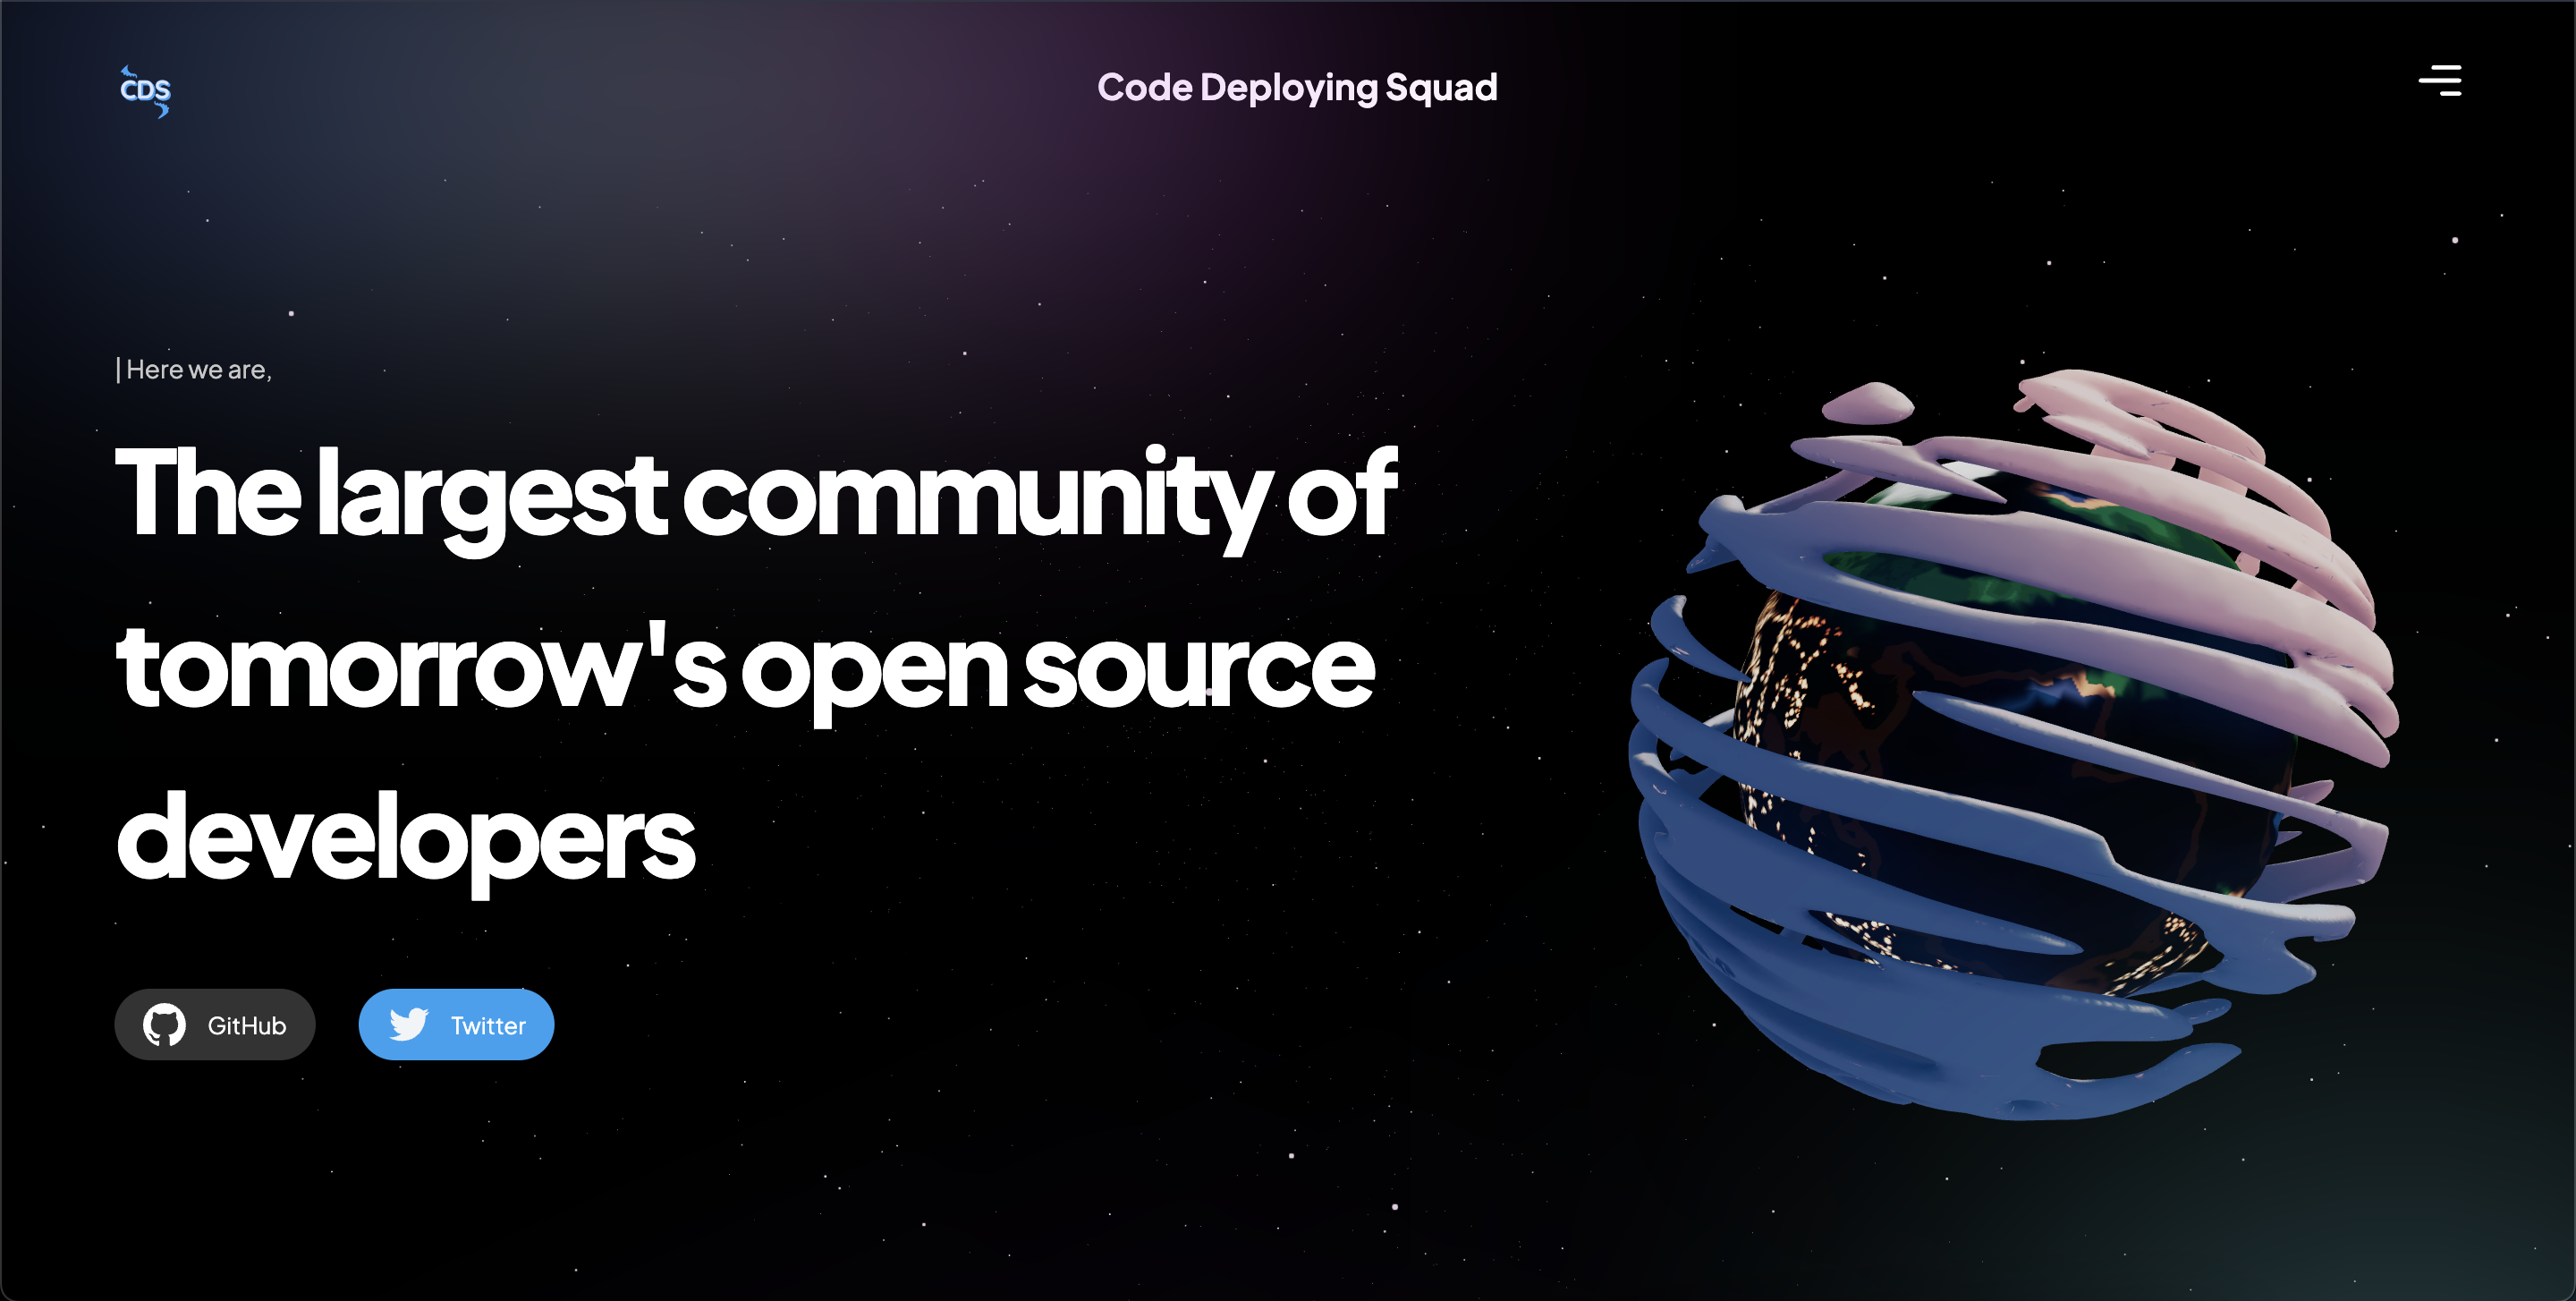 CDS
Code Deploying Squad
| Here we are,
The largest community of
tomorrow's open source
developers
GitHub
Twitter